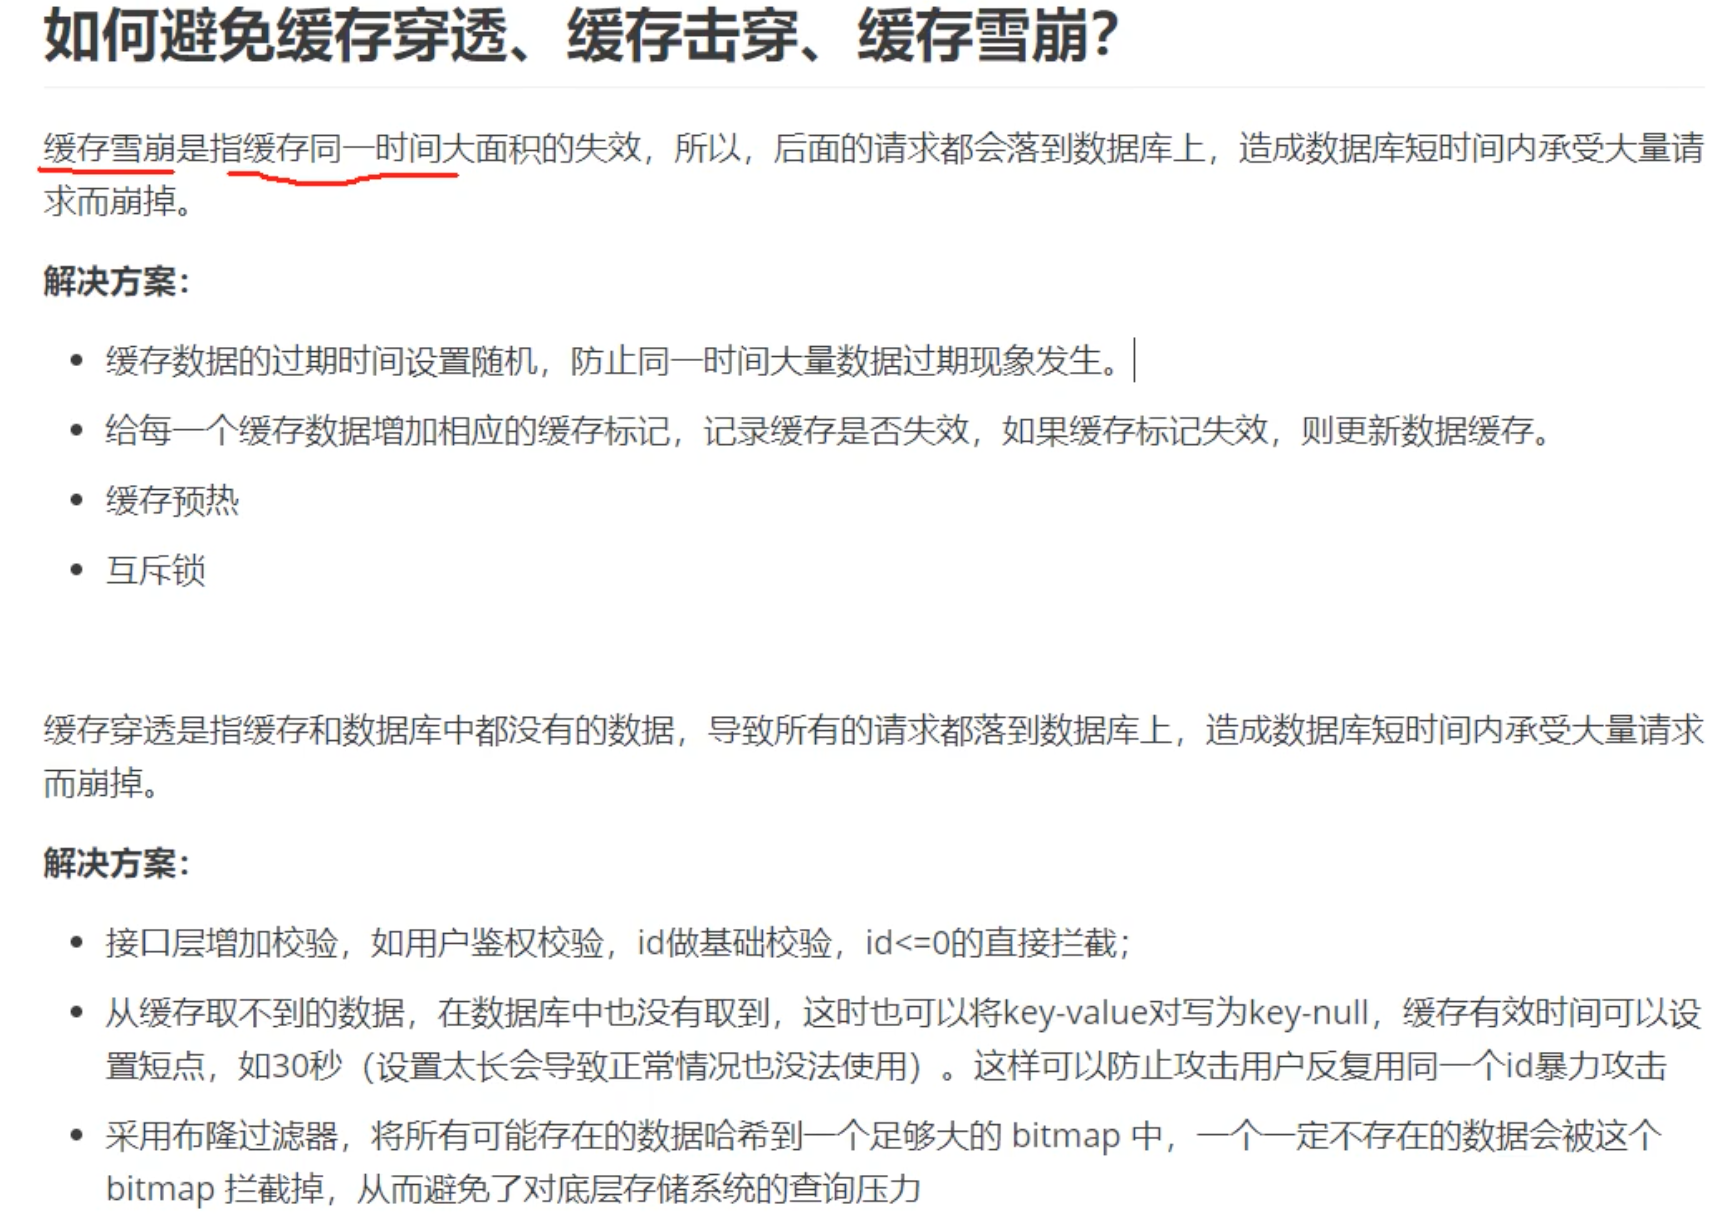 如何避免缓存穿透、缓存击穿、缓存雪崩？
缓存雪崩是指缓存同一时间大面积的失效，所以，后面的请求都会落到数据库上，造成数据库短时间内承受大量请
求而崩掉。
解决方案：
• 缓存数据的过期时间设置随机，防止同一时间大量数据过期现象发生。
• 给每一个缓存数据增加相应的缓存标记，记录缓存是否失效，如果缓存标记失效，则更新数据缓存。
• 缓存预热
• 互斥锁
缓存穿透是指缓存和数据库中都没有的数据，导致所有的请求都落到数据库上，造成数据库短时间内承受大量请求
而崩掉。
解决方案：
• 接口层增加校验，如用户鉴权校验，id做基础校验，id<=0的直接拦截；
• 从缓存取不到的数据，在数据库中也没有取到，这时也可以将key-value对写为key-null，缓存有效时间可以设
置短点，如30秒（设置太长会导致正常情况也没法使用）。这样可以防止攻击用户反复用同一个id暴力攻击
• 采用布隆过滤器，将所有可能存在的数据哈希到一个足够大的 bitmap 中，一个一定不存在的数据会被这个
bitmap 拦截掉，从而避免了对底层存储系统的查询压力